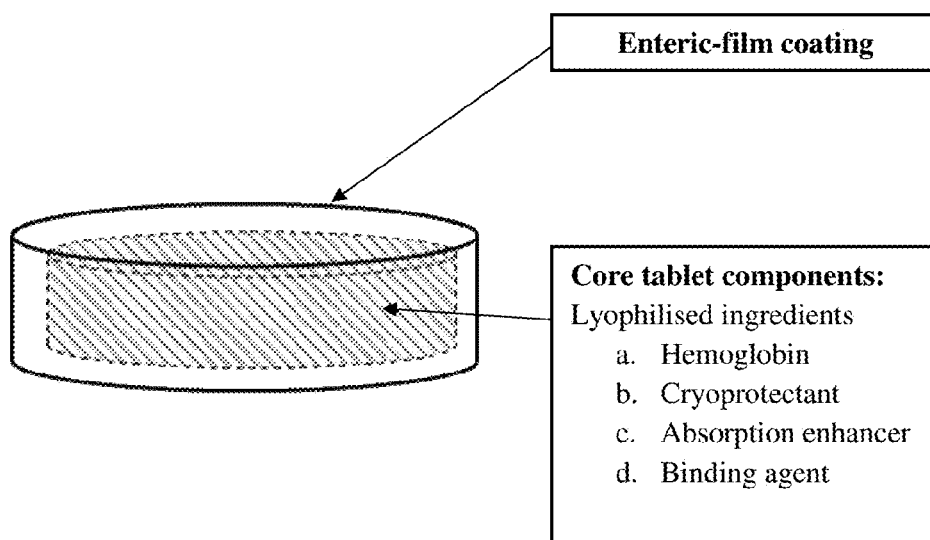 Enteric-film coating
Core tablet components:
Lyophilised ingredients
a. Hemoglobin
b. Cryoprotectant
c. Absorption enhancer
d. Binding agent